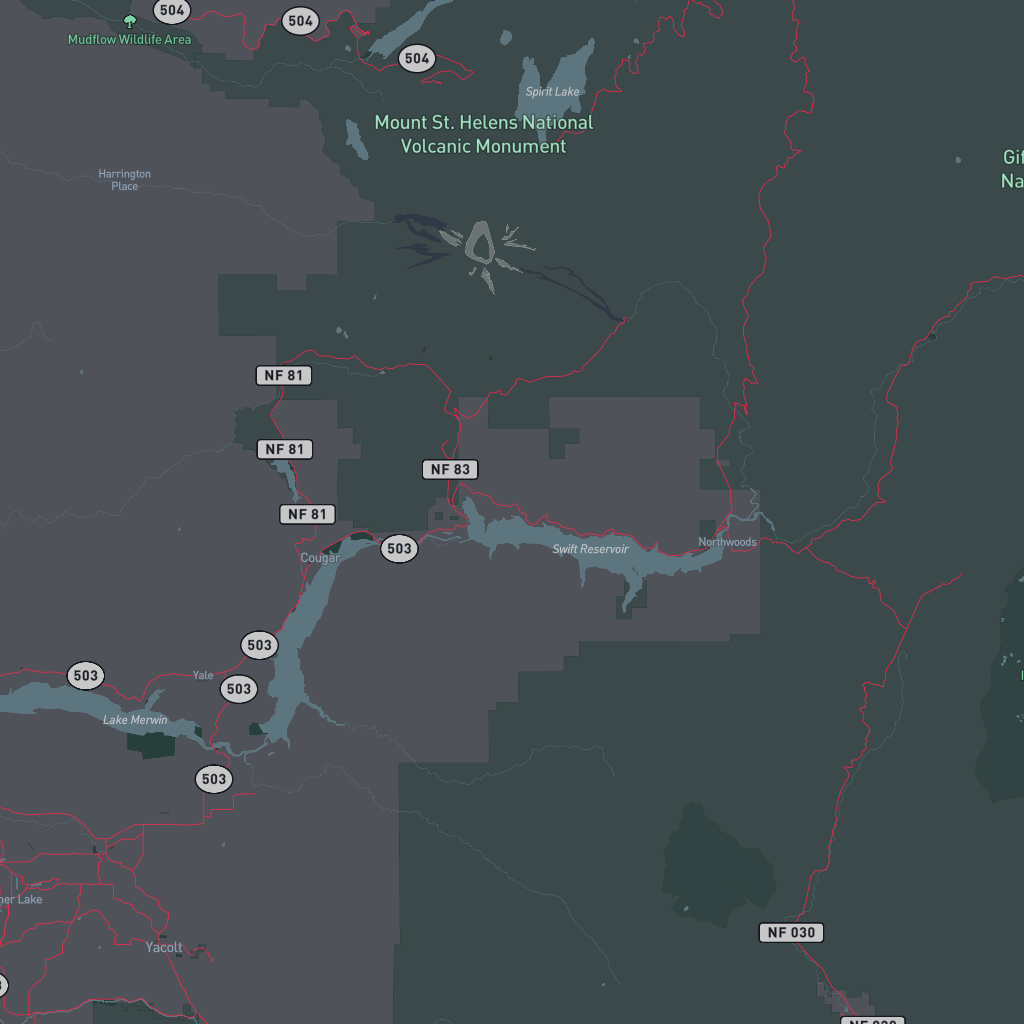 504
504
504
Mudflow Wildlife Area
Spirit Lake
Mount St. Helens National
Volcanic Monument
Harrington
Place
NF 81
NF 81
NF 83
NF 81
503
Swift Reservoir
Northwoods
Cougar
503
503
Yale
503
Lake Merwin
503
Yacolt
NF 030